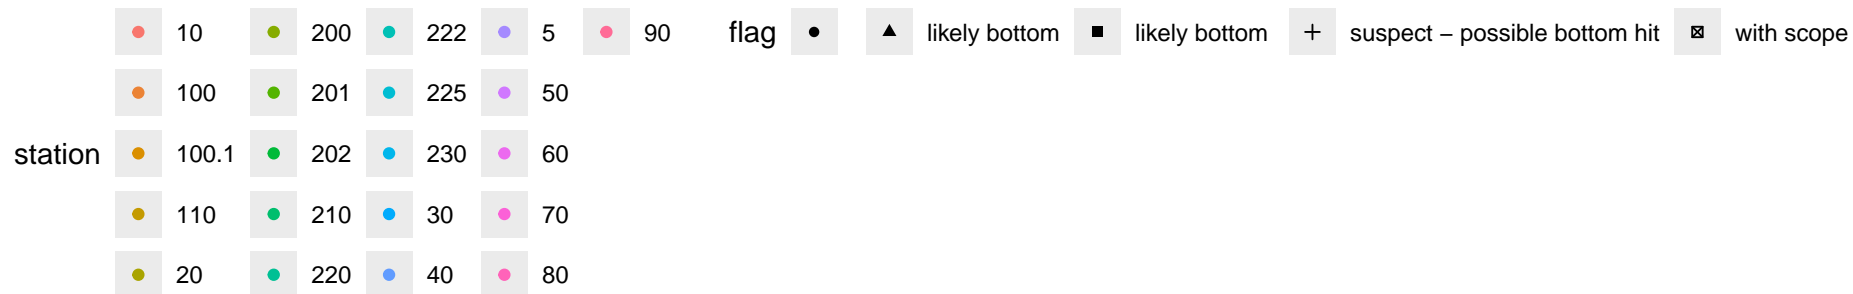 10 200 222 5 90 flag likely bottom likely bottom suspect – possible bottom hit with scope
100 201 225 50
station 100.1 202 230 60
110 210 30 70
20 220 40 80